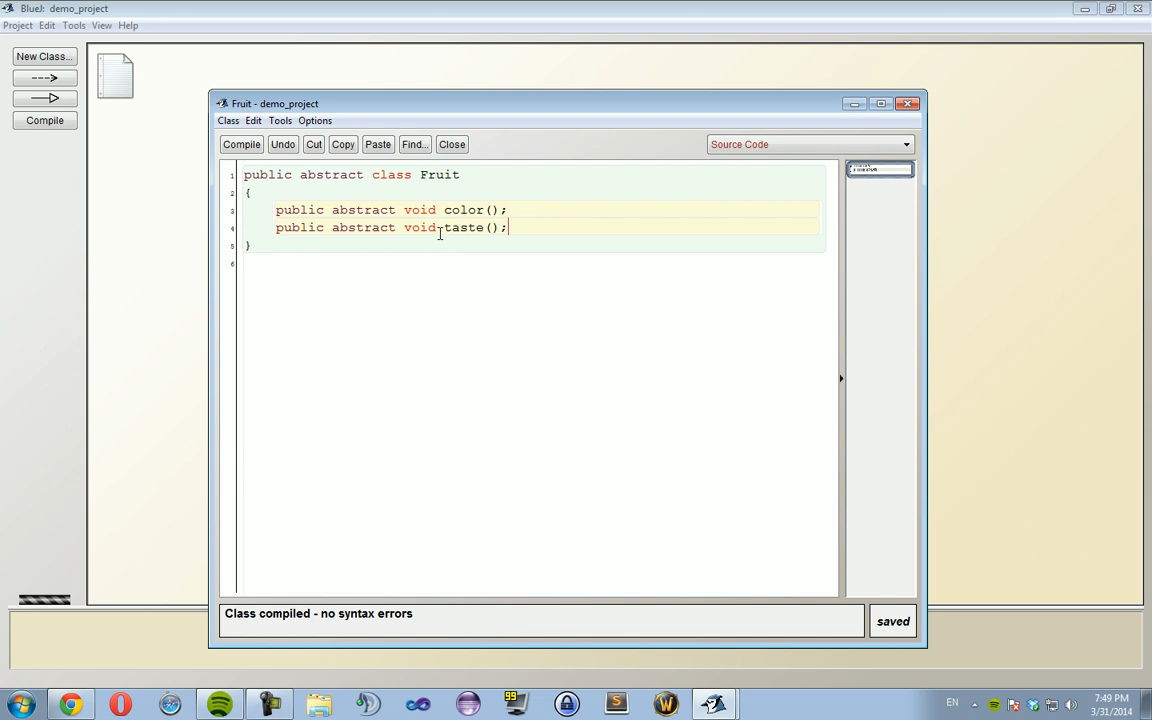 BlueJ: demo_project
Project Edit Tools View Help
New Class...
Compile
Fruit - demo_project
Class Edit Tools Options
Compile Undo Cut Copy Paste Find... Close Source Code
1 public abstract class Fruit
2 {
3 public abstract void color();
4 public abstract void taste();
5 }
6
Class compiled - no syntax errors
saved
99
S
W
EN
7:49 PM
3/31/2014